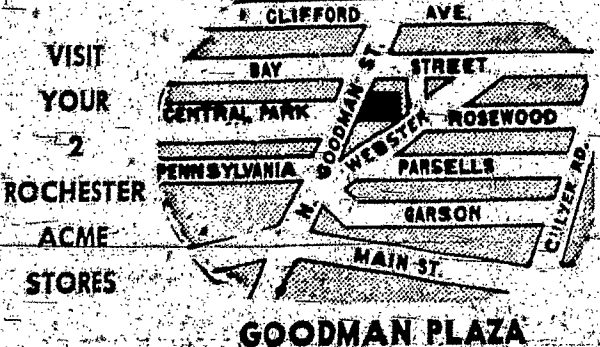 VISIT
YOUR
2
ROCHESTER
ACME
STORES
CLIFFORD AVE.
BAY STREET
CENTRAL PARK
N. GOODMAN ST.
WEBSTER
ROSEWOOD
PENNSYLVANIA
PARSELLS
GARSON
CULVER RD.
MAIN ST.
GOODMAN PLAZA